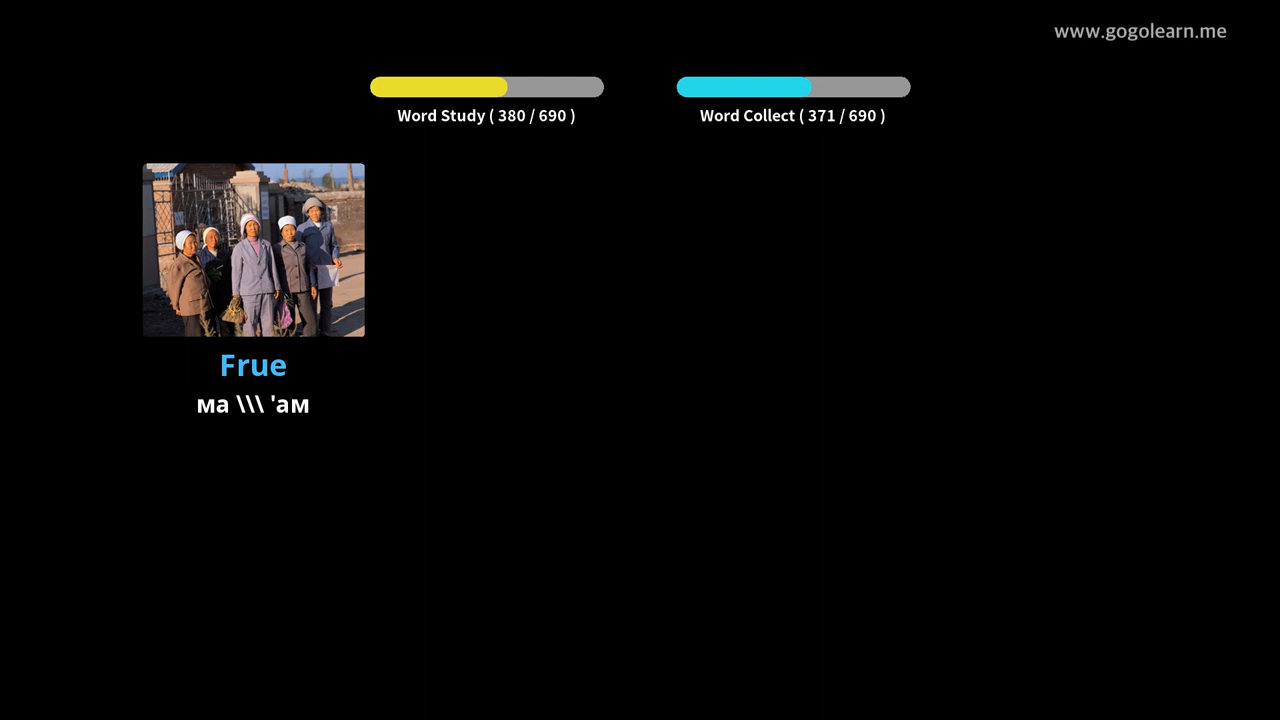 www.gogolearn.me
Word Study ( 380 / 690 )
Word Collect ( 371 / 690 )
Frue
ма \\\ 'ам